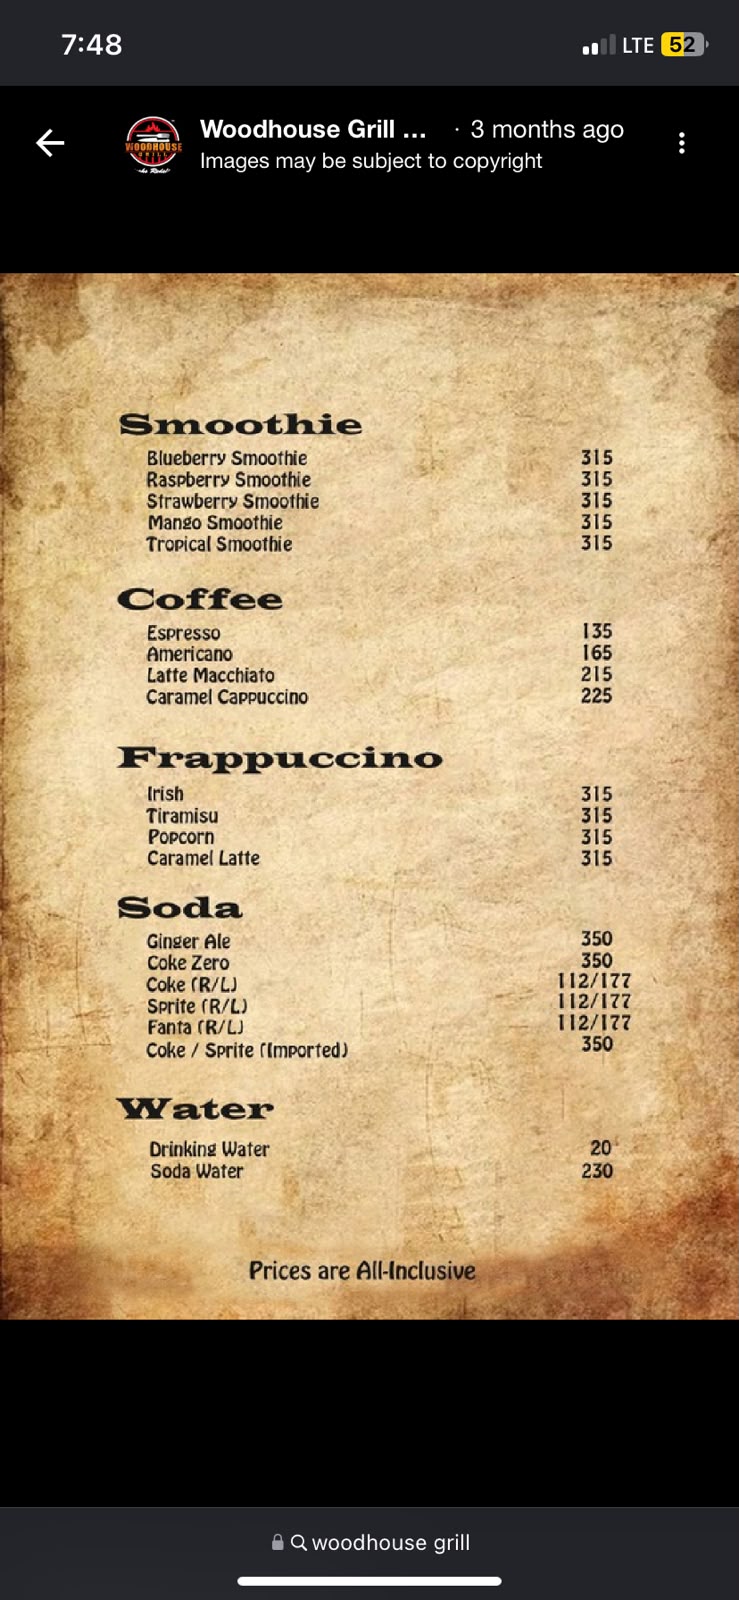 7:48
LTE 52
Woodhouse Grill ... · 3 months ago
Images may be subject to copyright
WOODHOUSE
GRILL
Smoothie
Blueberry Smoothie 315
Raspberry Smoothie 315
Strawberry Smoothie 315
Mango Smoothie 315
Tropical Smoothie 315
Coffee
Espresso 135
Americano 165
Latte Macchiato 215
Caramel Cappuccino 225
Frappuccino
Irish 315
Tiramisu 315
Popcorn 315
Caramel Latte 315
Soda
Ginger Ale 350
Coke Zero 350
Coke (R/L) 112/177
Sprite (R/L) 112/177
Fanta (R/L) 112/177
Coke / Sprite (Imported) 350
Water
Drinking Water 20
Soda Water 230
Prices are All-Inclusive
woodhouse grill